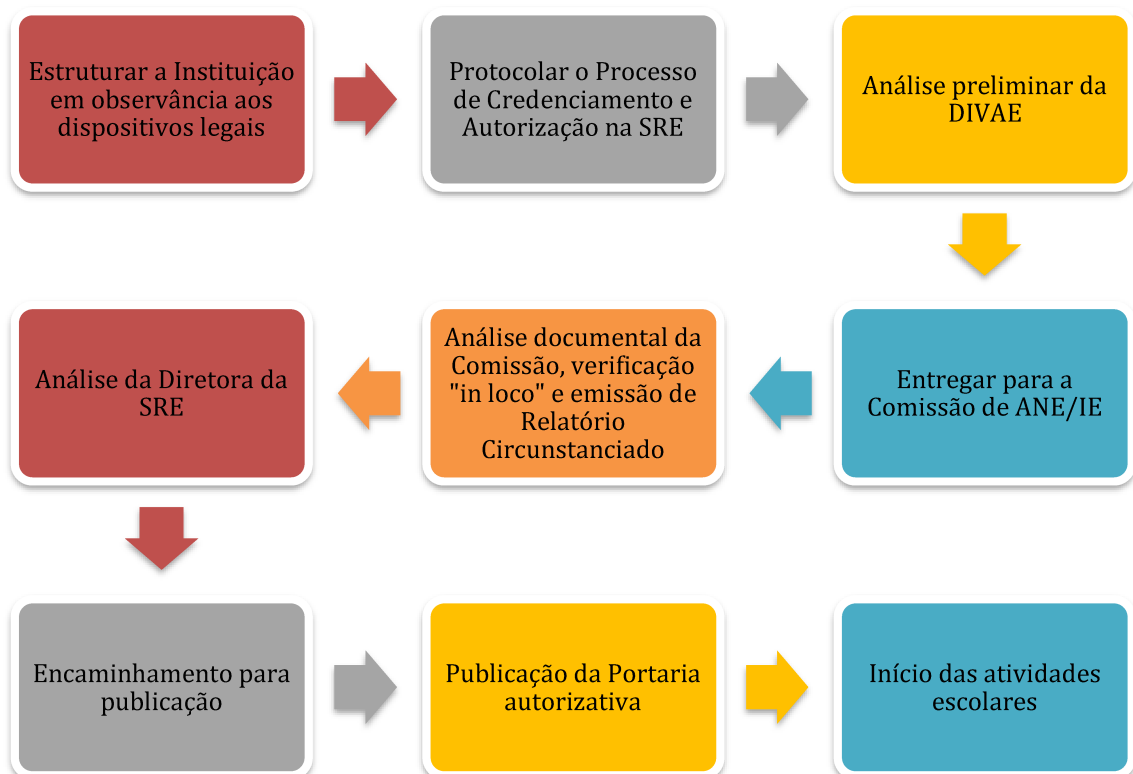 Estruturar a Instituição
em observância aos
dispositivos legais
Protocolar o Processo
de Credenciamento e
Autorização na SRE
Análise preliminar da
DIVAE
Entregar para a
Comissão de ANE/IE
Análise documental da
Comissão, verificação
"in loco" e emissão de
Relatório
Circunstanciado
Análise da Diretora da
SRE
Encaminhamento para
publicação
Publicação da Portaria
autorizativa
Início das atividades
escolares